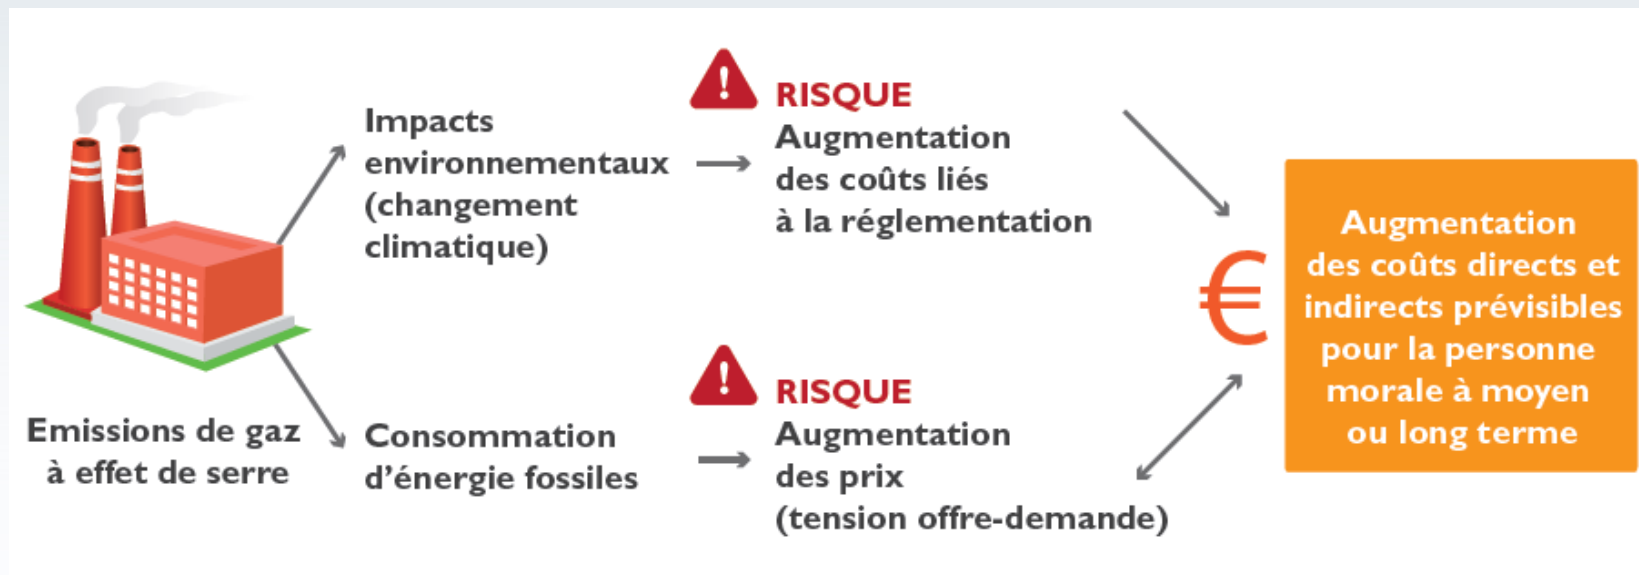 Emissions de gaz
à effet de serre
Impacts
environnementaux
(changement
climatique)
!
RISQUE
Augmentation
des coûts liés
à la réglementation
Consommation
d'énergie fossiles
!
RISQUE
Augmentation
des prix
(tension offre-demande)
€
Augmentation
des coûts directs et
indirects prévisibles
pour la personne
morale à moyen
ou long terme